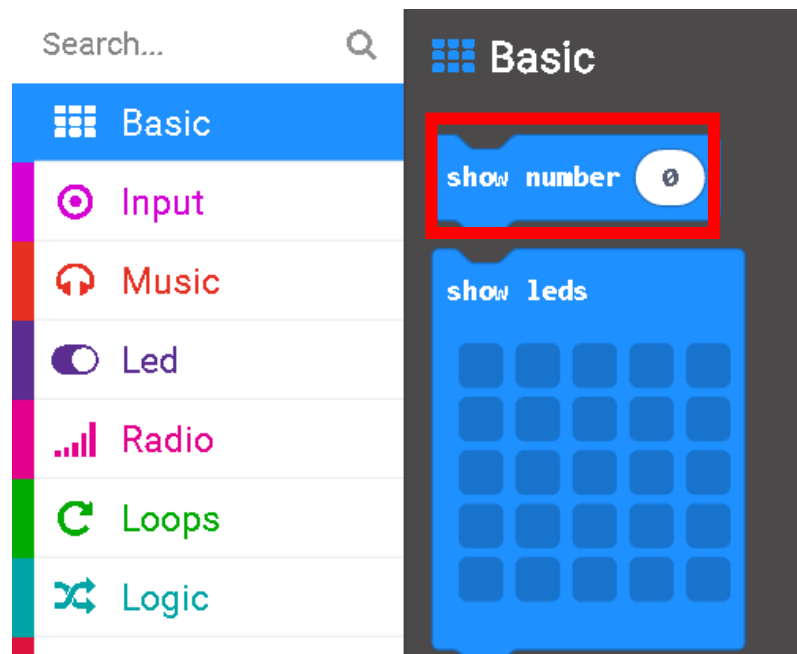 Search...
Basic
Input
Music
Led
Radio
Loops
Logic
Basic
show number 0
show leds